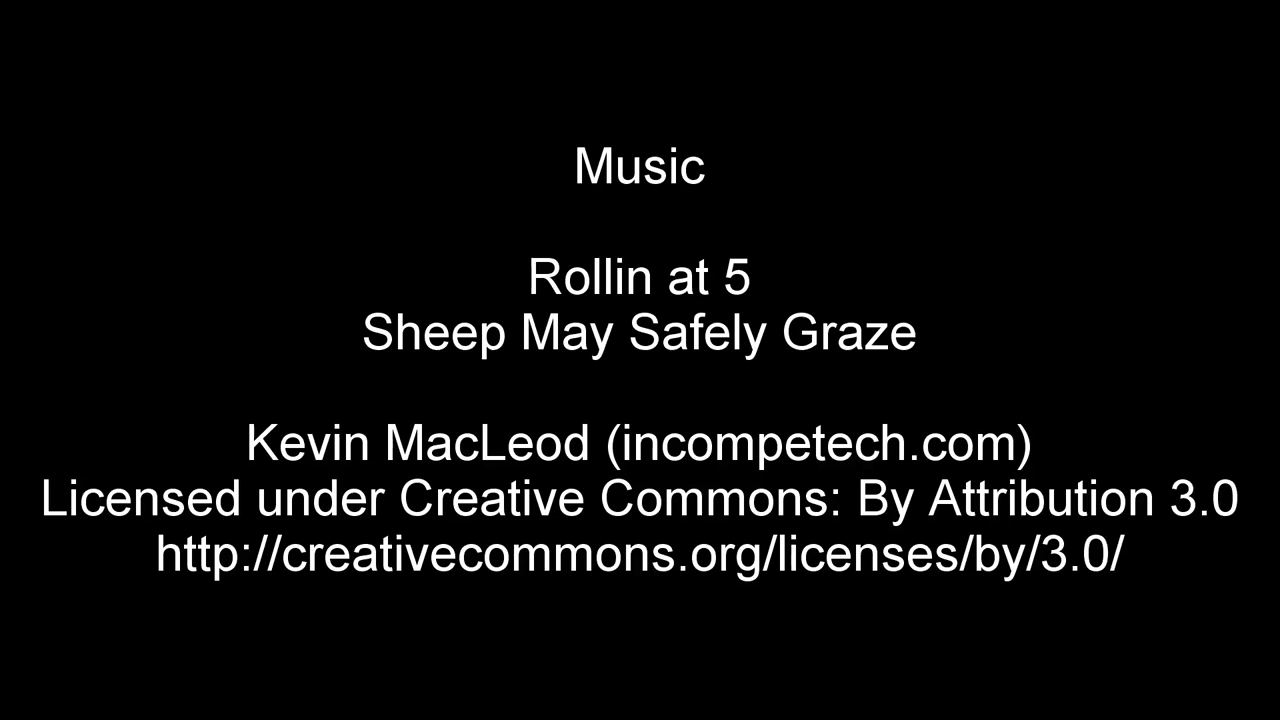 Music
Rollin at 5
Sheep May Safely Graze
Kevin MacLeod (incompetech.com)
Licensed under Creative Commons: By Attribution 3.0
http://creativecommons.org/licenses/by/3.0/